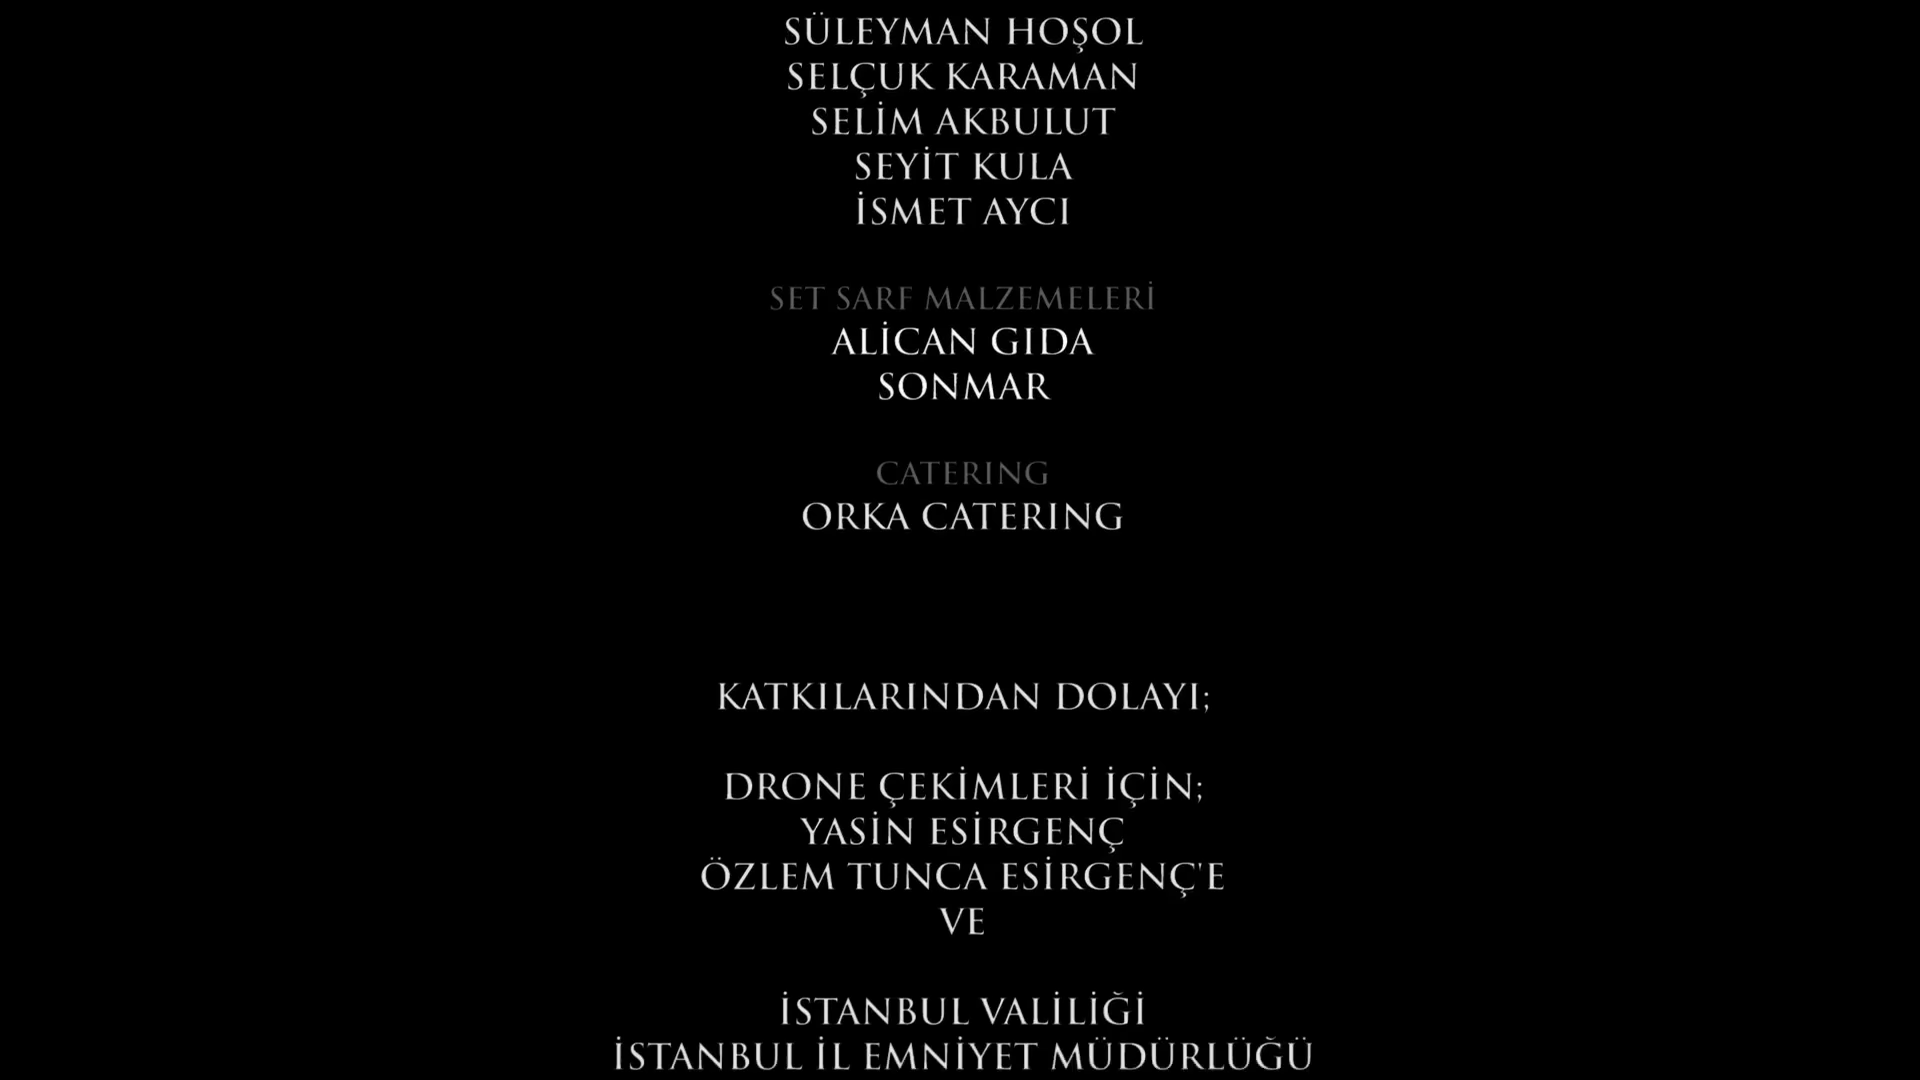 SÜLEYMAN HOŞOL
SELÇUK KARAMAN
SELİM AKBULUT
SEYİT KULA
İSMET AYCI
SET SARF MALZEMELERİ
ALİCAN GIDA
SONMAR
CATERING
ORKA CATERING
KATKILARINDAN DOLAYI;
DRONE ÇEKİMLERİ İÇİN;
YASİN ESİRGENÇ
ÖZLEM TUNCA ESİRGENÇ'E
VE
İSTANBUL VALİLİĞİ
İSTANBUL İL EMNİYET MÜDÜRLÜĞÜ